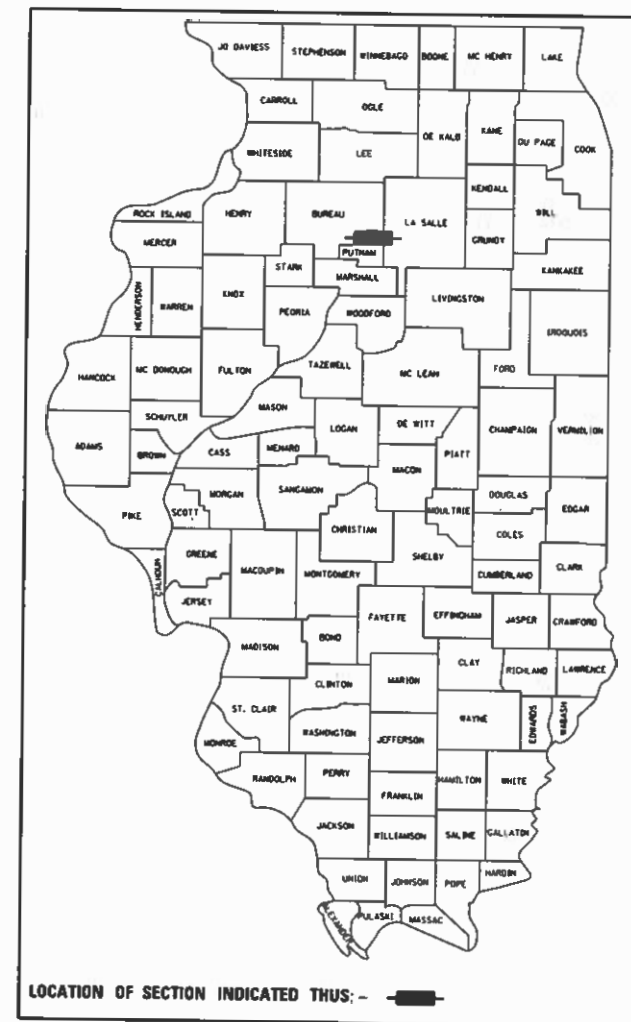 JO DAVIESS STEPHENSON WINNEBAGO BOONE MC HENRY LAKE
CARROLL OGLE
DE KALB KANE DU PAGE COOK
WHITESIDE LEE
KENDALL WILL
ROCK ISLAND HENRY BUREAU LA SALLE GRUNDY
MERCER PUTNAM
STARK MARSHALL KANKAKEE
HENDERSON WARREN KNOX PEORIA WOODFORD LIVINGSTON
IROQUOIS
HANCOCK MC DONOUGH FULTON TAZEWELL MC LEAN FORD
SCHUYLER MASON
ADAMS BROWN CASS MENARD LOGAN DE WITT PIATT CHAMPAIGN VERMILION
PIKE SCOTT MORGAN SANGAMON MACON MOULTRIE DOUGLAS EDGAR
CHRISTIAN COLES
CALHOUN GREENE MACOUPIN MONTGOMERY SHELBY CUMBERLAND CLARK
JERSEY
FAYETTE EFFINGHAM JASPER CRAWFORD
MADISON BOND
CLAY RICHLAND LAWRENCE
CLINTON MARION
ST. CLAIR WAYNE EDWARDS WABASH
MONROE WASHINGTON JEFFERSON
RANDOLPH PERRY HAMILTON WHITE
FRANKLIN
JACKSON WILLIAMSON SALINE GALLATIN
UNION JOHNSON POPE HARDIN
ALEXANDER PULASKI MASSAC
LOCATION OF SECTION INDICATED THUS: -